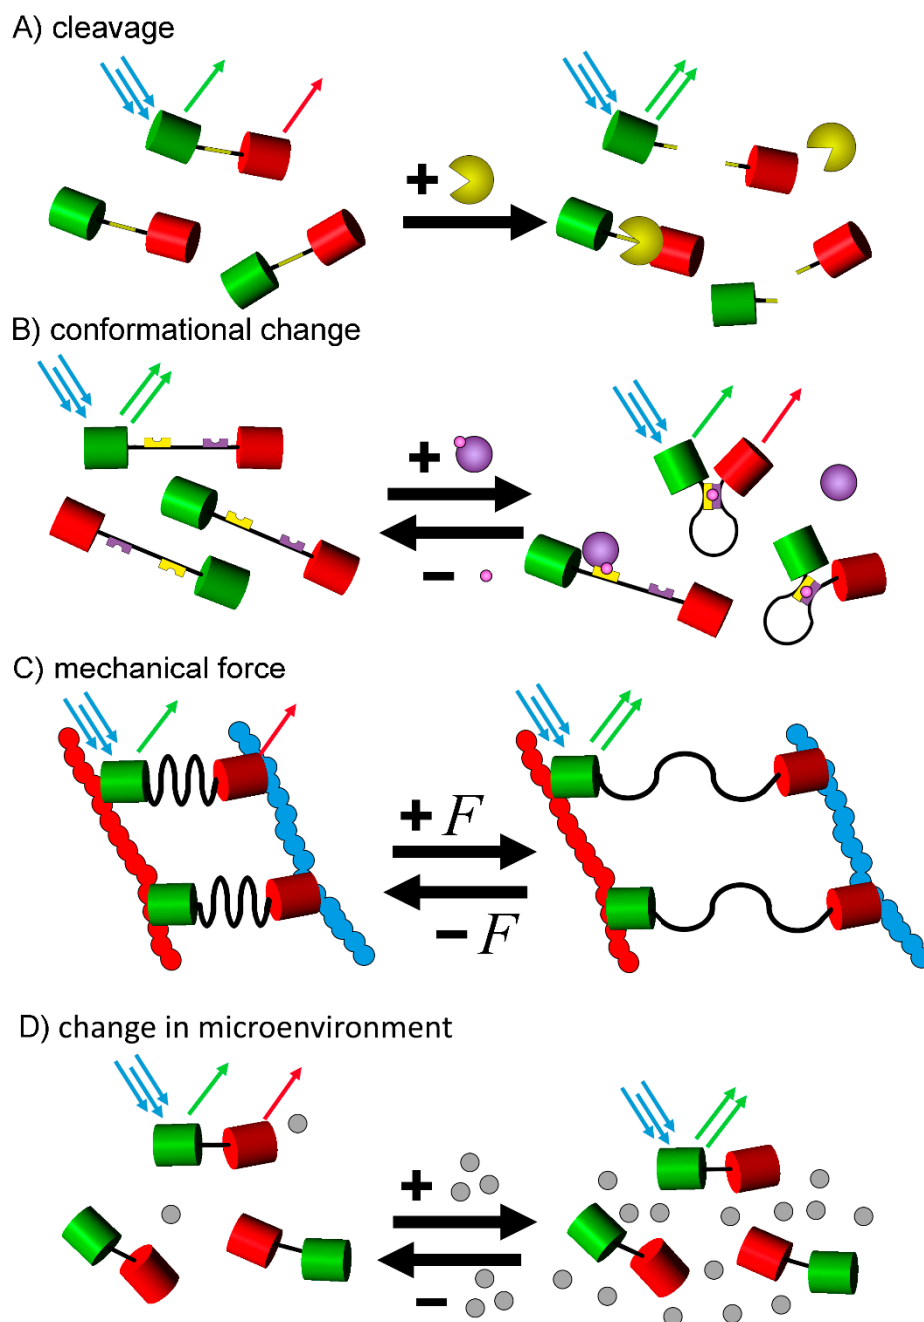 A) cleavage
+
B) conformational change
+
−
C) mechanical force
+ F
− F
D) change in microenvironment
+
−